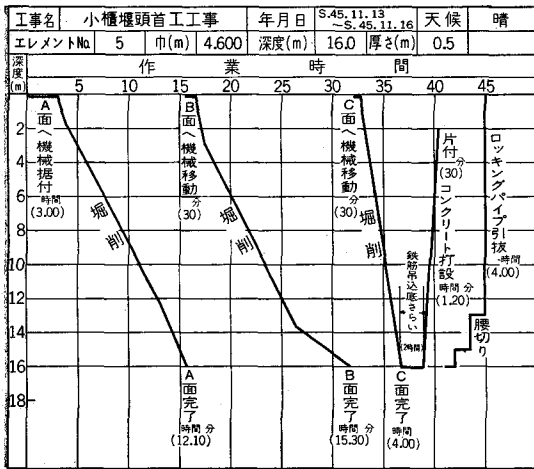 工事名 小櫃堰頭首工工事 年月日 S.45.11.13 ～S.45.11.16 天候 晴
エレメントNo. 5 巾(m) 4.600 深度(m) 16.0 厚さ(m) 0.5
深度(m) 作業時間
5 10 15 20 25 30 35 40 45
2
4
6
8
10
12
14
16
18
A面へ機械据付
時間
(3.00)
掘削
A面完了
時間 分
(12.10)
B面へ機械移動
分
(30)
掘削
B面完了
時間 分
(15.30)
C面へ機械移動
分
(30)
掘削
C面完了
時間
(4.00)
鉄筋吊込底さらい
(2時間)
片付
分
(30)
コンクリート打設
時間 分
(1.20)
ロッキングパイプ引抜
時間
(4.00)
腰切り